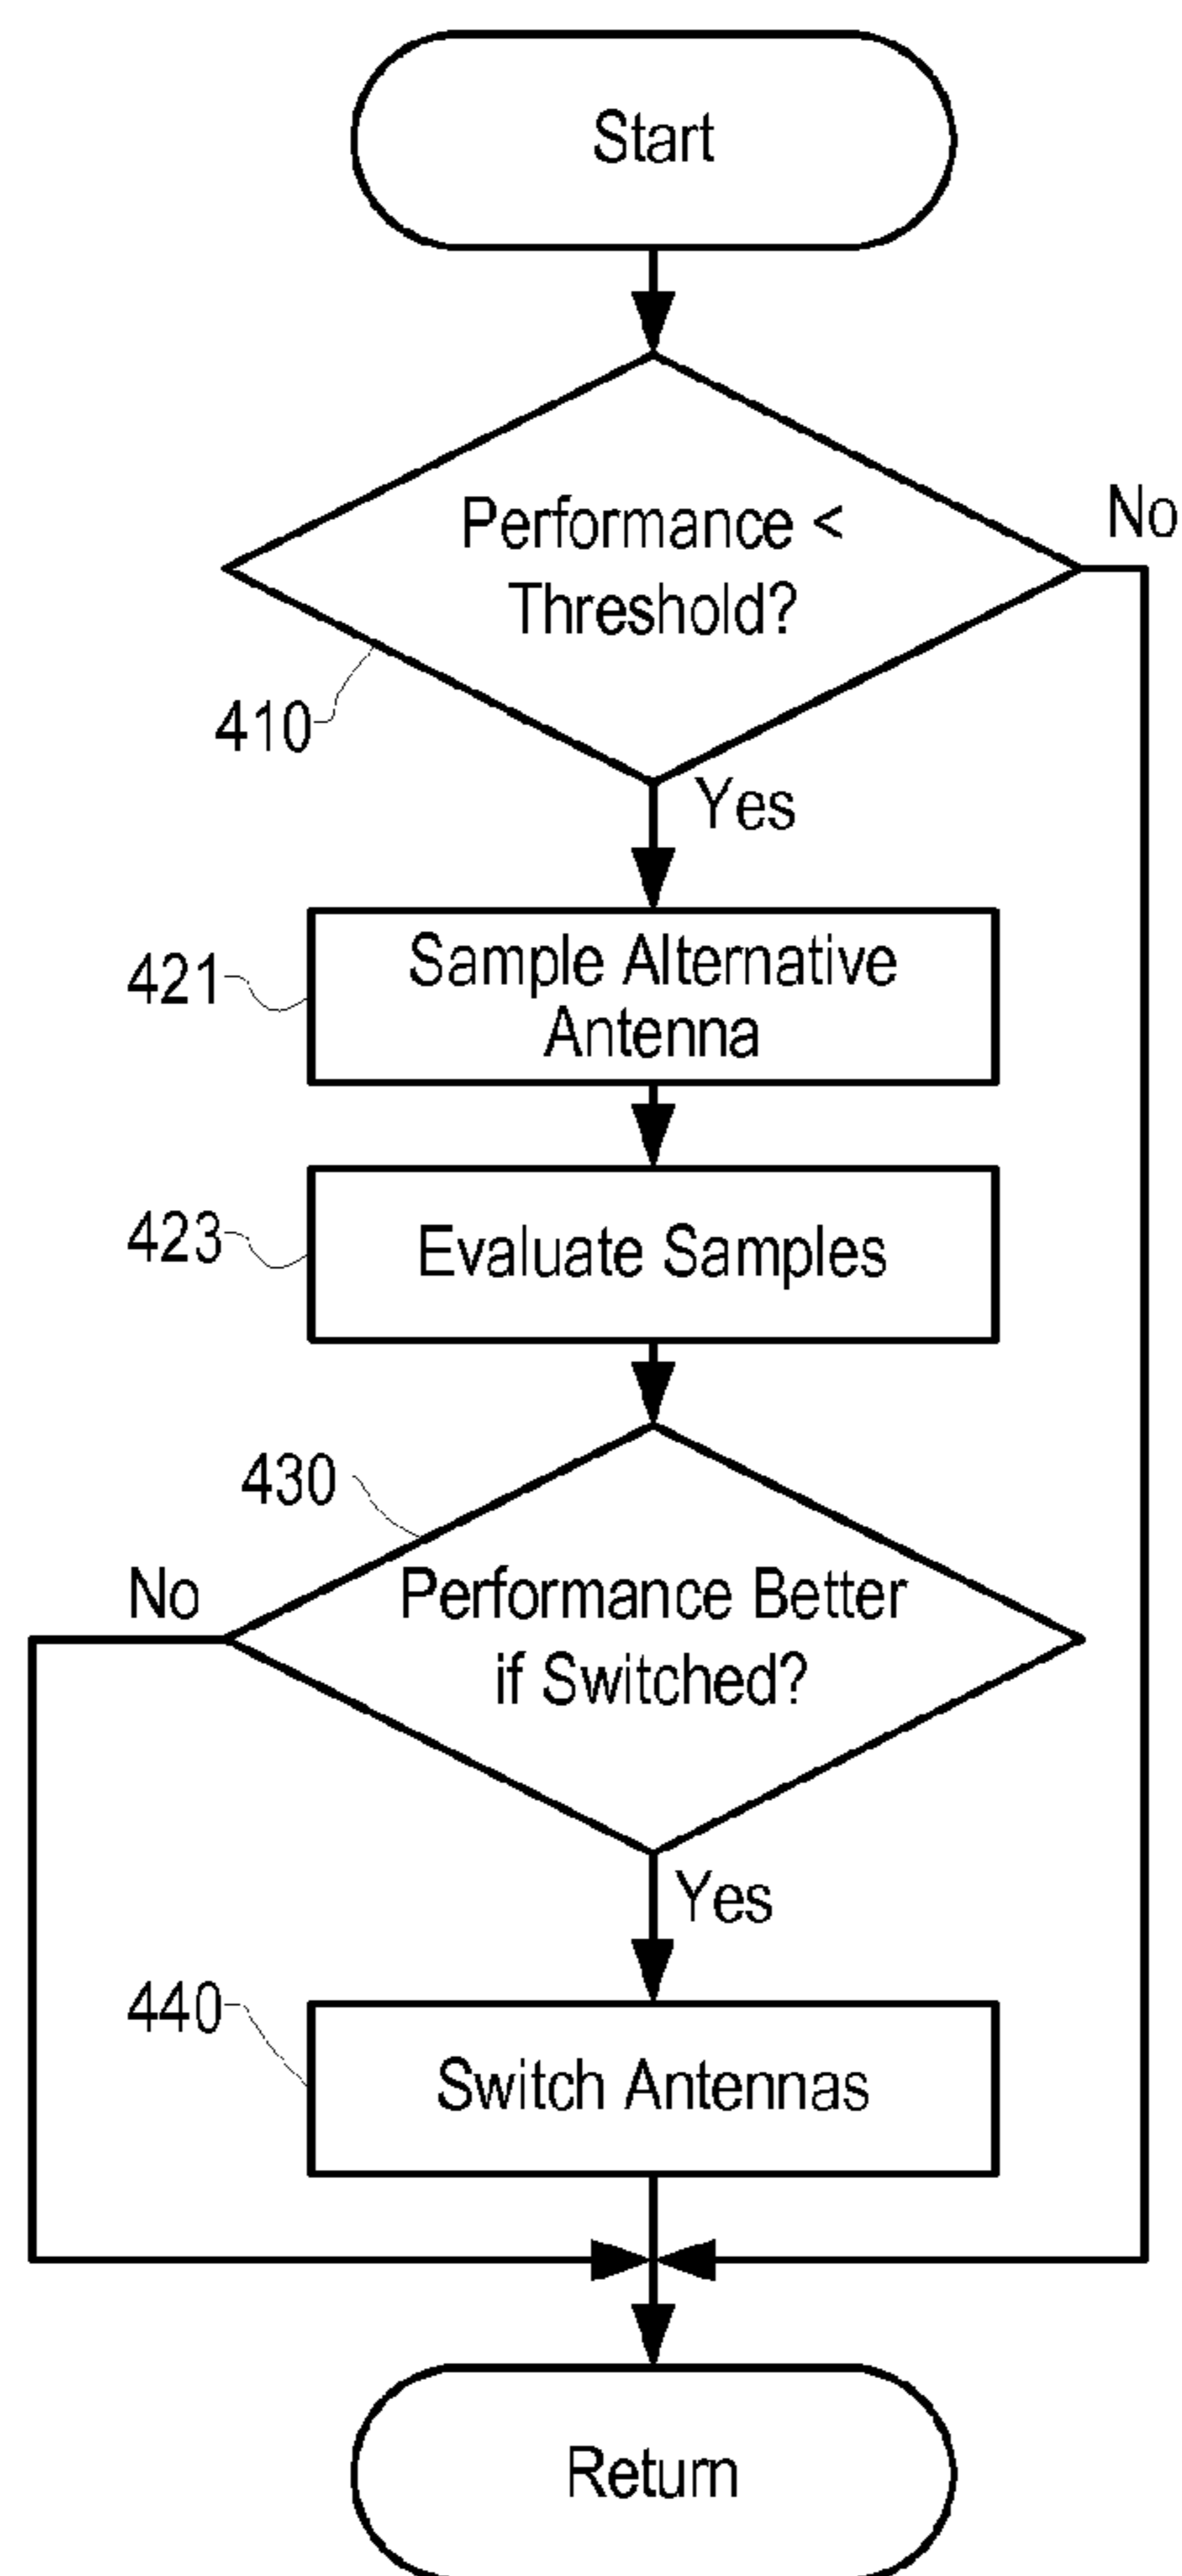 Start
Performance <
Threshold?
No
410
Yes
421
Sample Alternative
Antenna
423
Evaluate Samples
430
No
Performance Better
if Switched?
Yes
440
Switch Antennas
Return